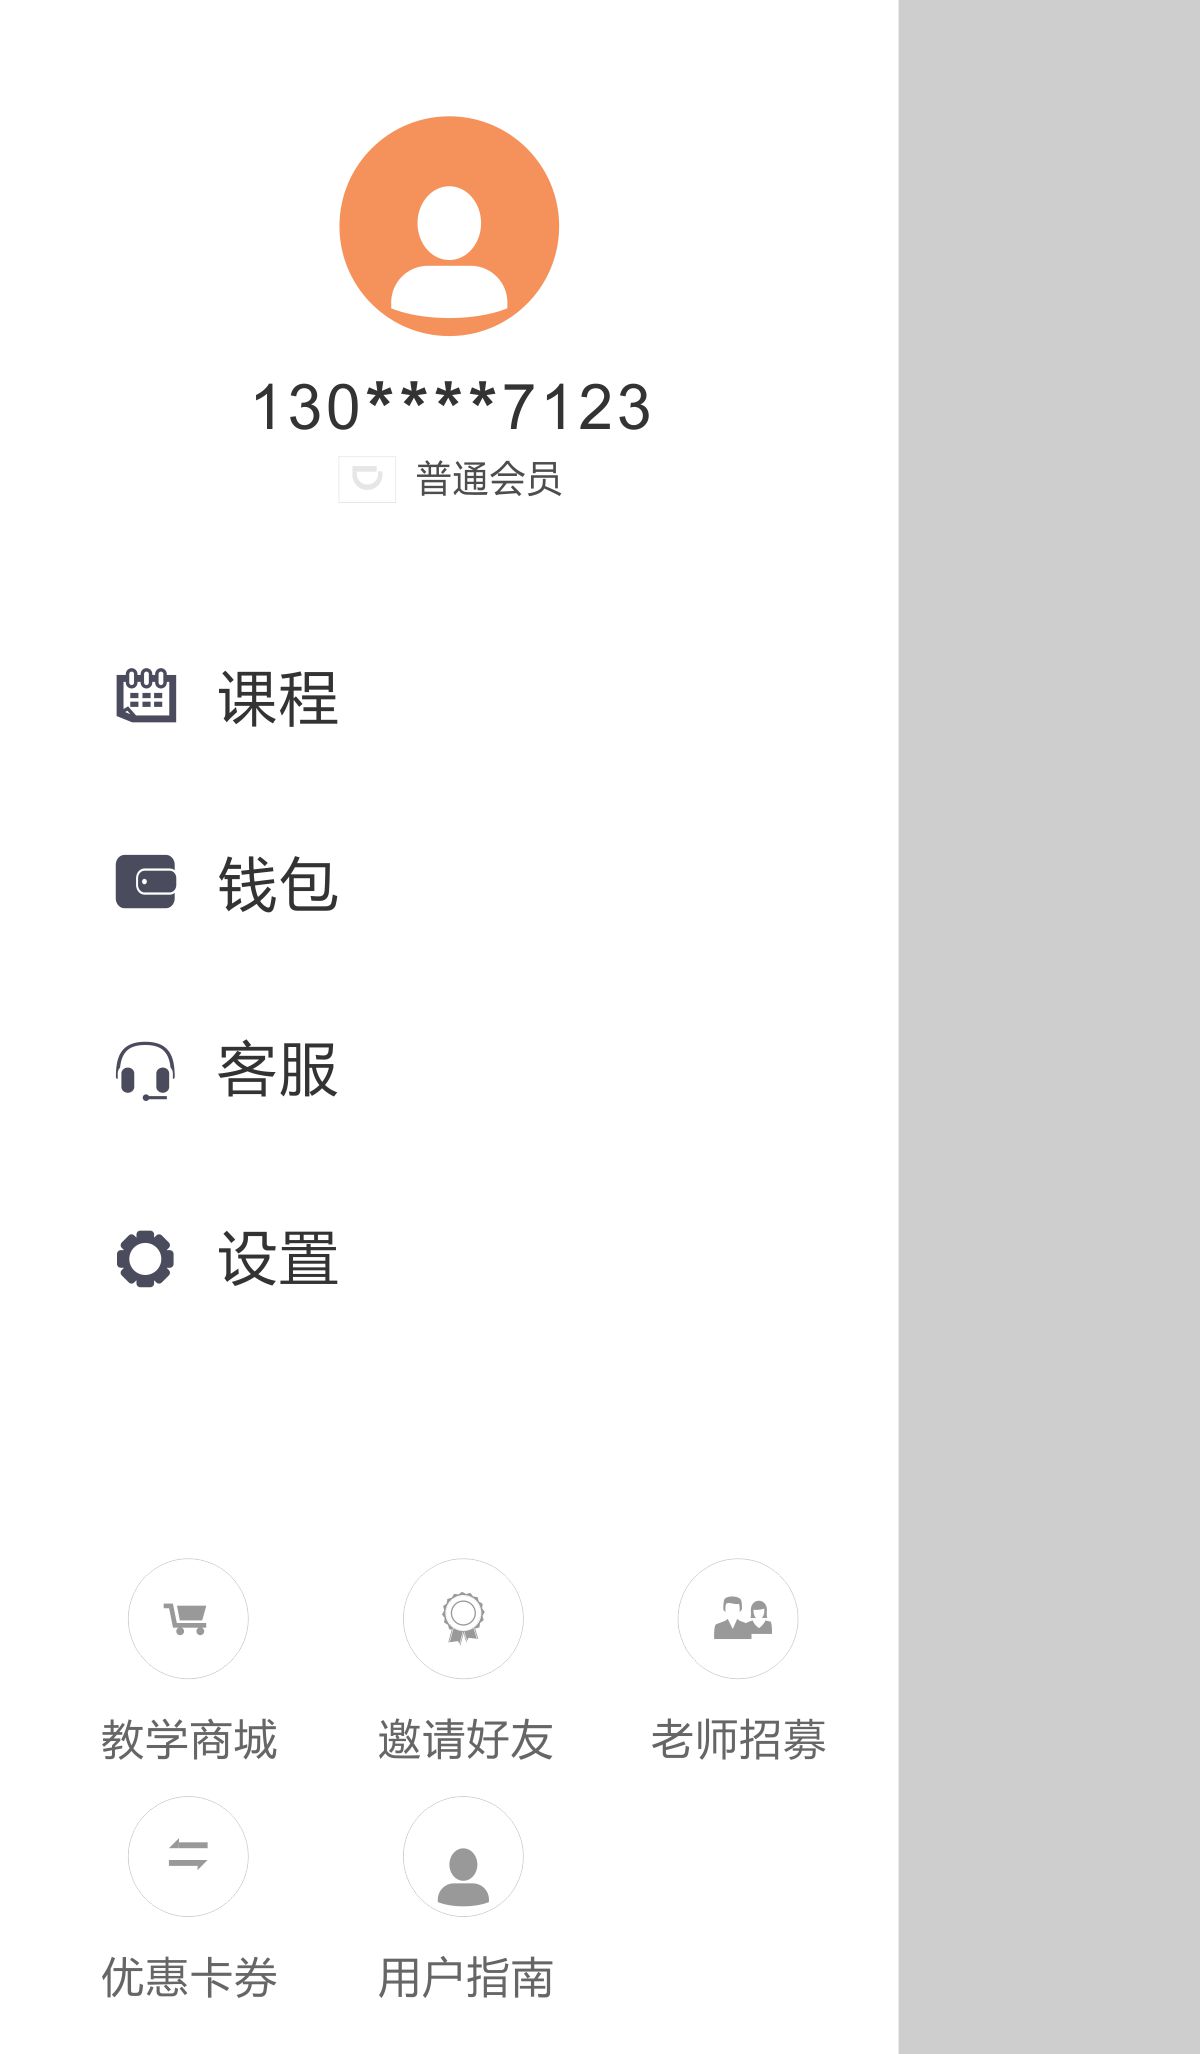 130****7123
普通会员
课程
钱包
客服
设置
教学商城 邀请好友 老师招募
优惠卡券 用户指南